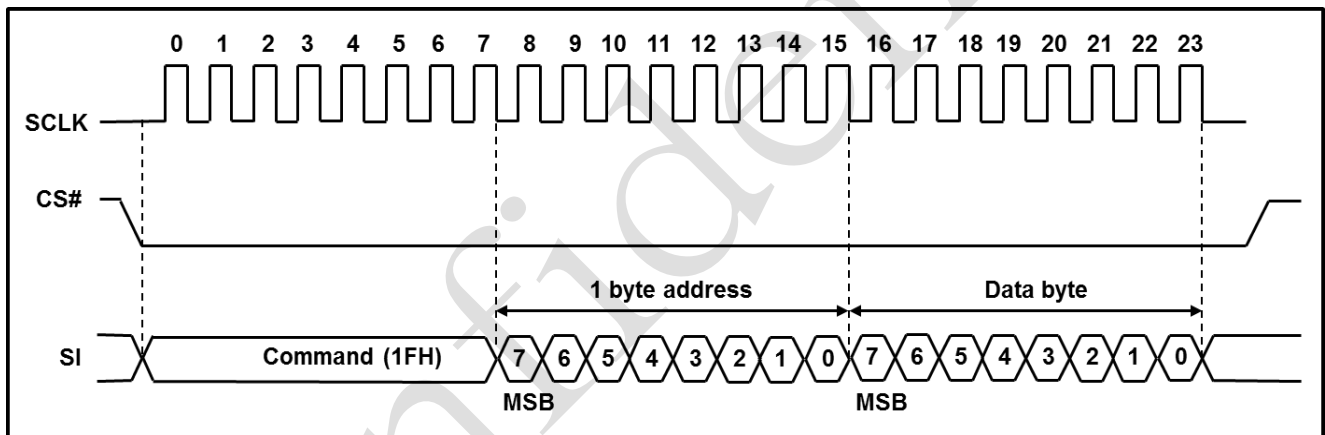 0 1 2 3 4 5 6 7 8 9 10 11 12 13 14 15 16 17 18 19 20 21 22 23
SCLK
CS#
1 byte address Data byte
SI Command (1FH) 7 6 5 4 3 2 1 0 7 6 5 4 3 2 1 0
MSB MSB